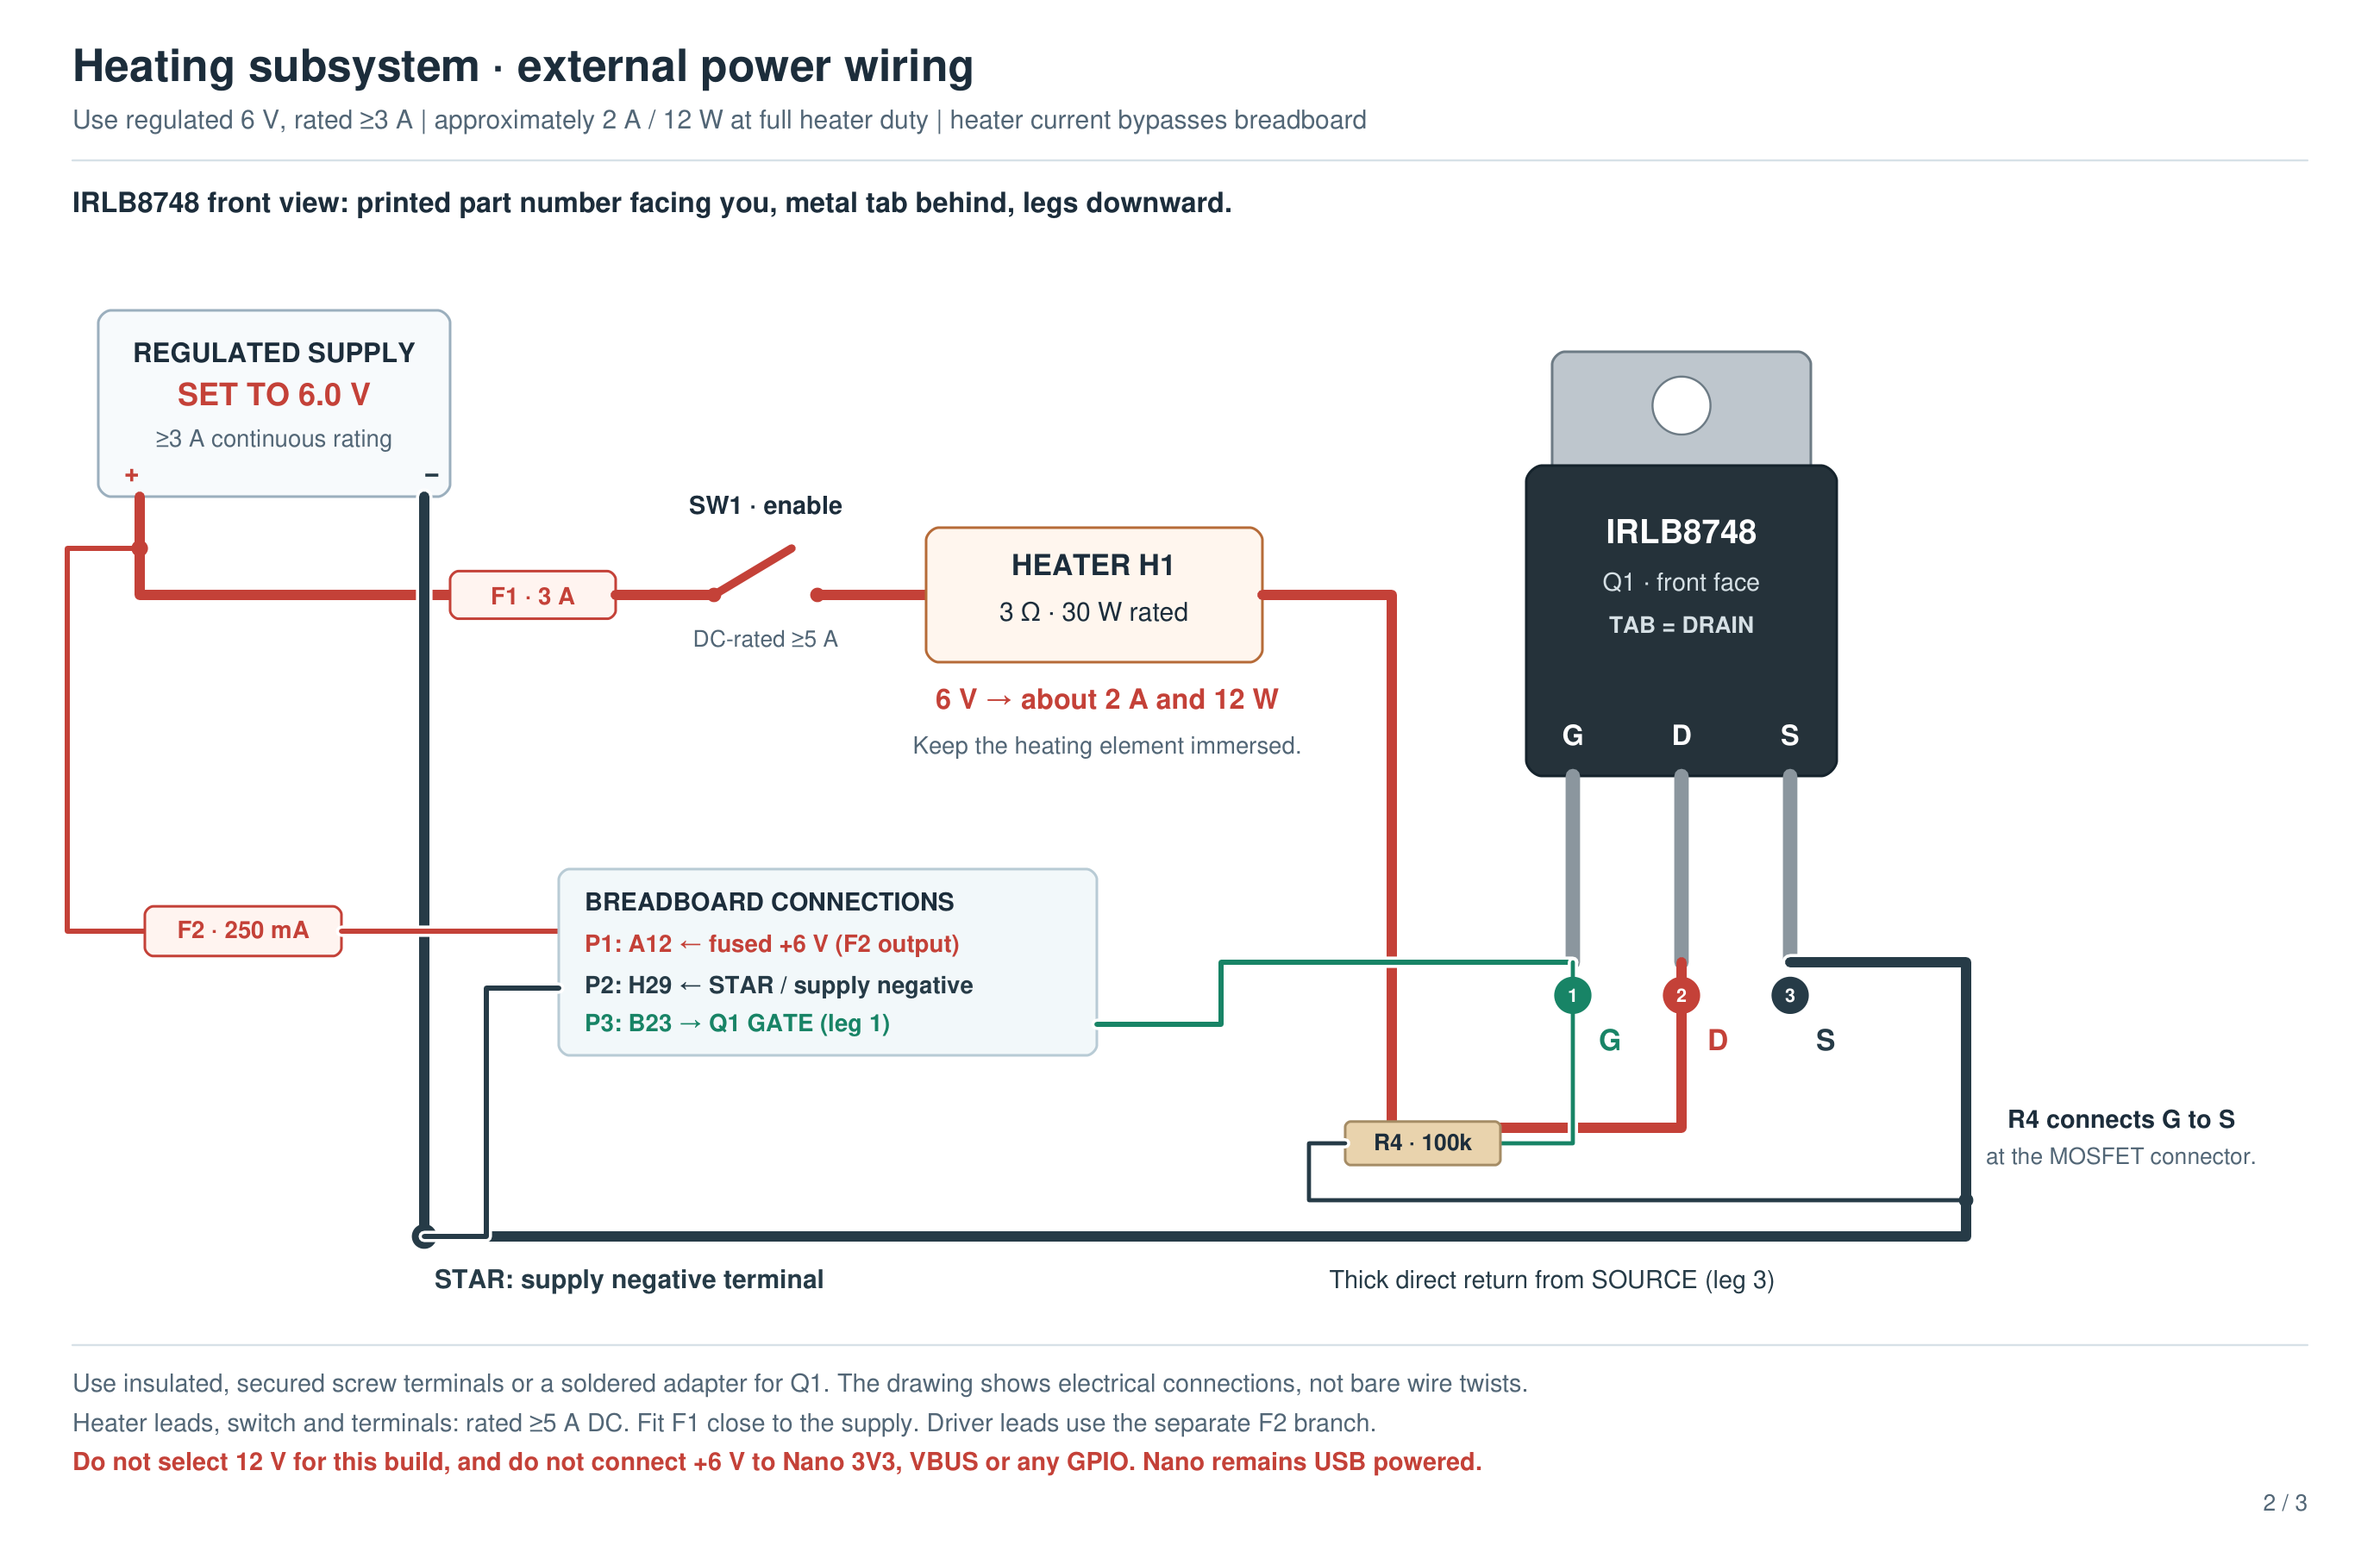 Heating subsystem · external power wiring
Use regulated 6 V, rated ≥3 A | approximately 2 A / 12 W at full heater duty | heater current bypasses breadboard
IRLB8748 front view: printed part number facing you, metal tab behind, legs downward.
REGULATED SUPPLY
SET TO 6.0 V
≥3 A continuous rating
+ −
SW1 · enable
F1 · 3 A
DC-rated ≥5 A
HEATER H1
3 Ω · 30 W rated
6 V → about 2 A and 12 W
Keep the heating element immersed.
IRLB8748
Q1 · front face
TAB = DRAIN
G D S
F2 · 250 mA
BREADBOARD CONNECTIONS
P1: A12 ← fused +6 V (F2 output)
P2: H29 ← STAR / supply negative
P3: B23 → Q1 GATE (leg 1)
1 2 3
G D S
R4 · 100k
R4 connects G to S
at the MOSFET connector.
STAR: supply negative terminal
Thick direct return from SOURCE (leg 3)
Use insulated, secured screw terminals or a soldered adapter for Q1. The drawing shows electrical connections, not bare wire twists.
Heater leads, switch and terminals: rated ≥5 A DC. Fit F1 close to the supply. Driver leads use the separate F2 branch.
Do not select 12 V for this build, and do not connect +6 V to Nano 3V3, VBUS or any GPIO. Nano remains USB powered.
2 / 3